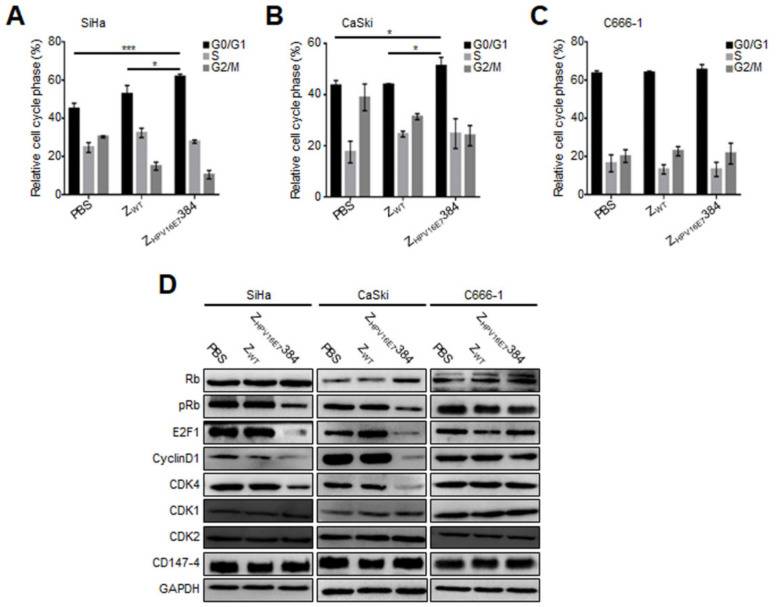 A
SiHa
Relative cell cycle phase (%)
80
60
40
20
0
***
*
G0/G1
S
G2/M
PBS
ZWT
ZHPV16E7384
B
CaSki
Relative cell cycle phase (%)
60
40
20
0
*
*
G0/G1
S
G2/M
PBS
ZWT
ZHPV16E7384
C
C666-1
Relative cell cycle phase (%)
80
60
40
20
0
G0/G1
S
G2/M
PBS
ZWT
ZHPV16E7384
D
SiHa CaSki C666-1
PBS ZWT ZHPV16E7384 PBS ZWT ZHPV16E7384 PBS ZWT ZHPV16E7384
Rb
pRb
E2F1
CyclinD1
CDK4
CDK1
CDK2
CD147-4
GAPDH